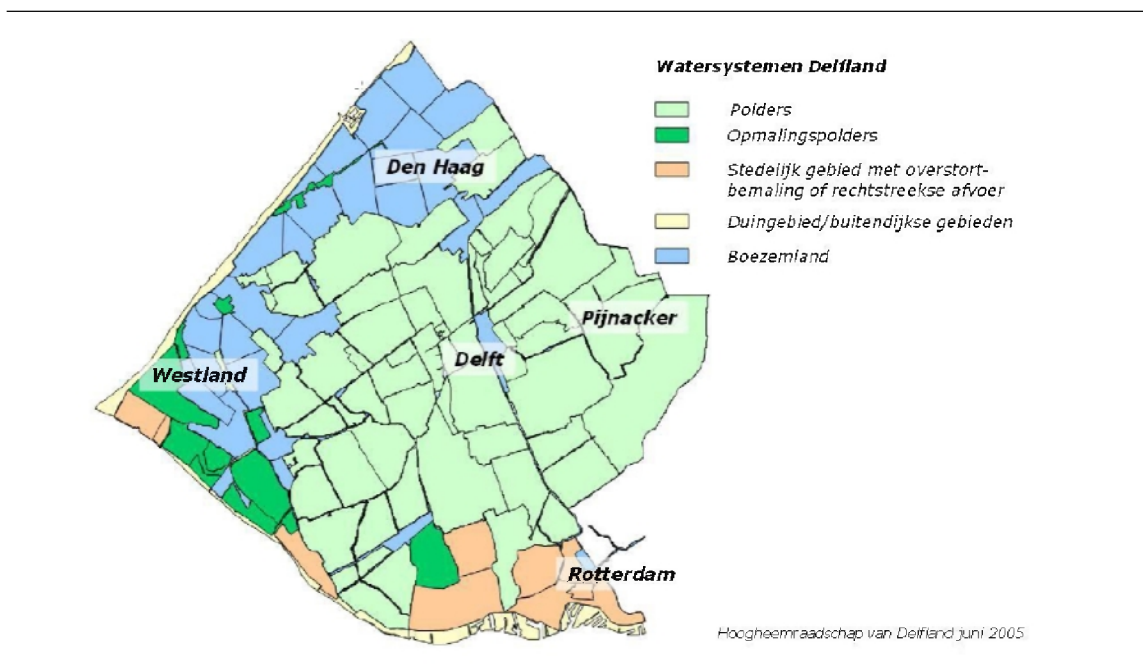 Watersystemen Delfland
Polders
Opmalingspolders
Stedelijk gebied met overstort-
bemaling of rechtstreekse afvoer
Duingebied/buitendijkse gebieden
Boezemland
Den Haag
Pijnacker
Delft
Westland
Rotterdam
Hoogheemraadschap van Delfland juni 2005